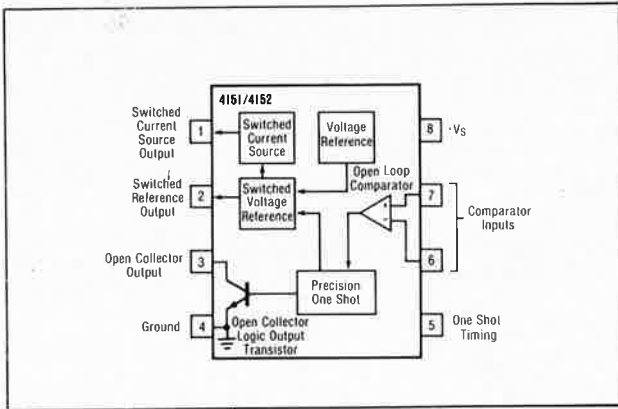 4151/4152
Switched
Current
Source
Output
1
Switched
Current
Source
Voltage
Reference
8
·VS
Open Loop
Comparator
Switched
Reference
Output
2
Switched
Voltage
Reference
+
−
7
Comparator
Inputs
6
Open Collector
Output
3
Precision
One Shot
Ground
4
Open Collector
Logic Output
Transistor
5
One Shot
Timing